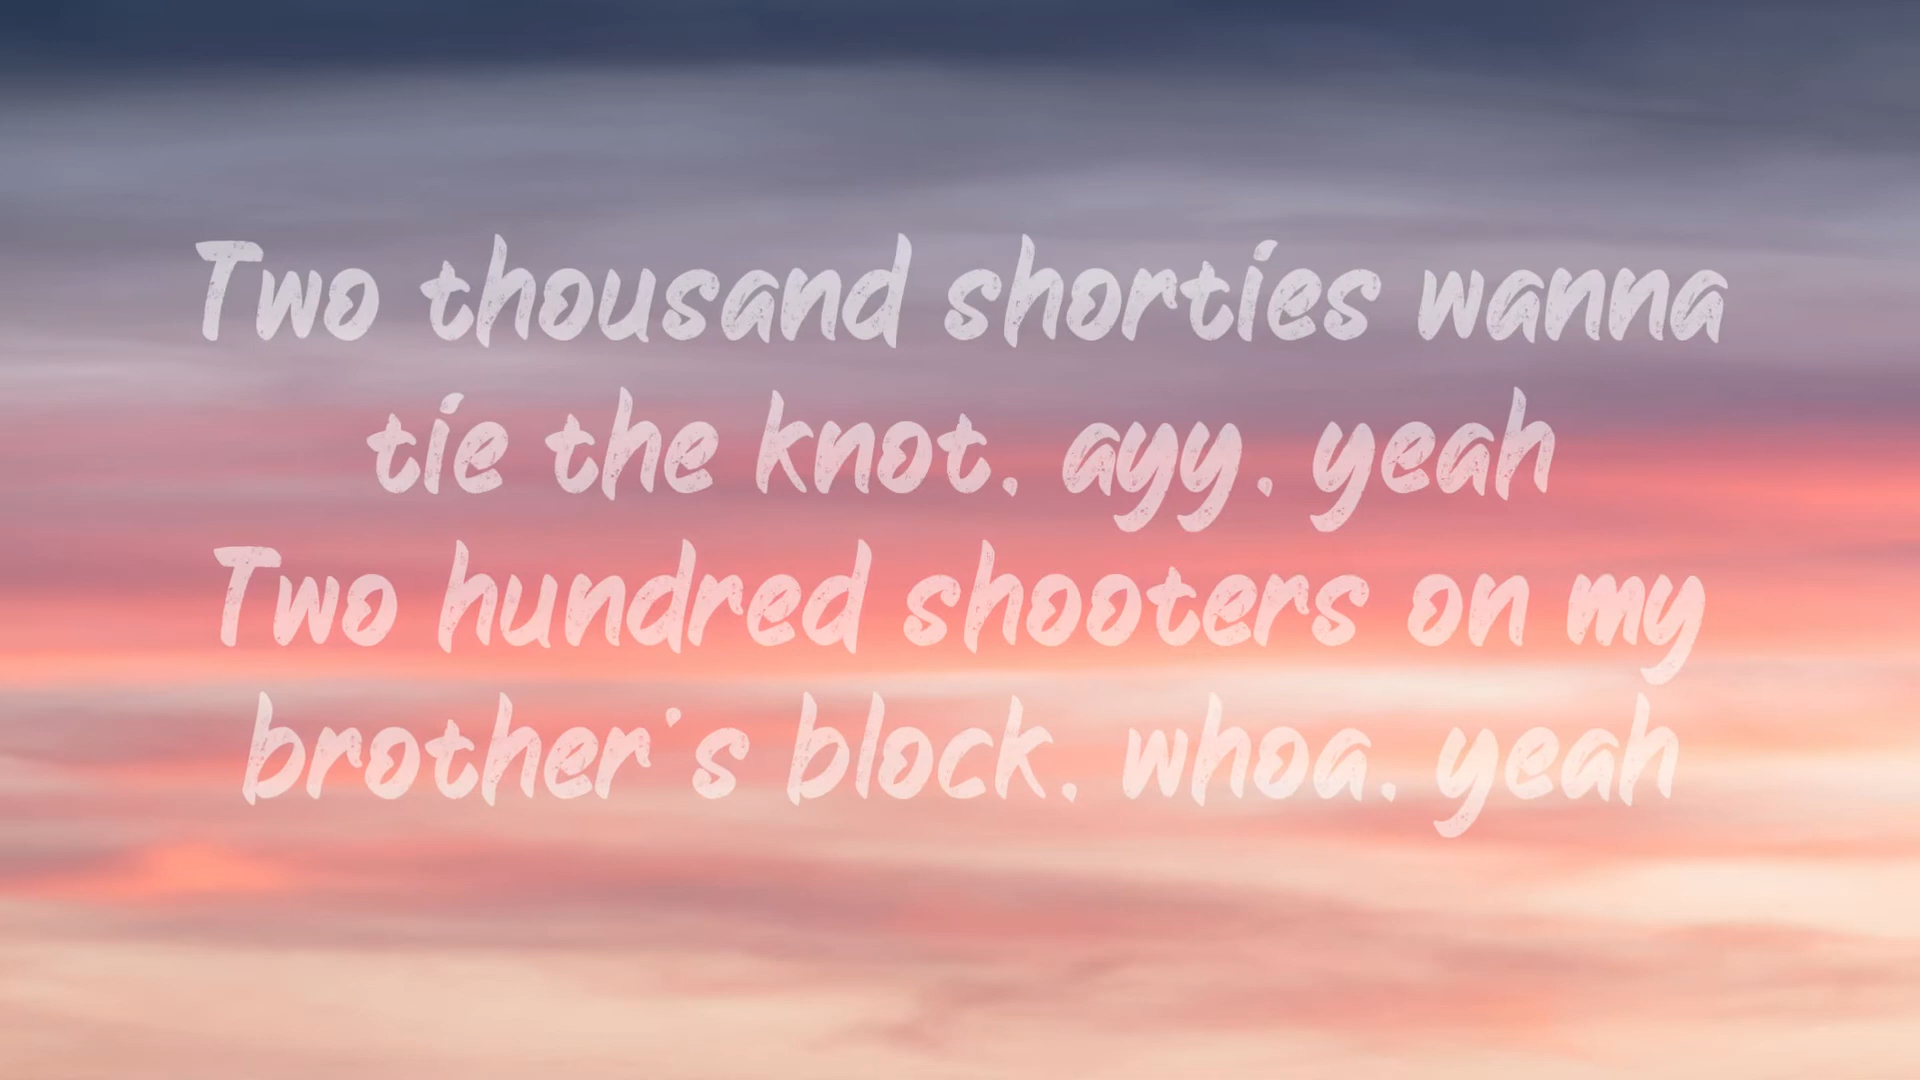 Two thousand shorties wanna
tie the knot, ayy, yeah
Two hundred shooters on my
brother's block, whoa, yeah